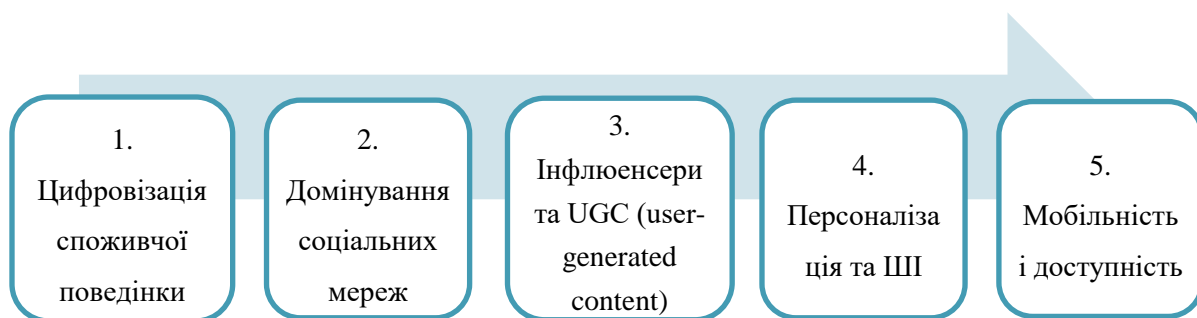 1.
Цифровізація
споживчої
поведінки
2.
Домінування
соціальних
мереж
3.
Інфлюенсери
та UGC (user-
generated
content)
4.
Персоналіза
ція та ШІ
5.
Мобільність
і доступність